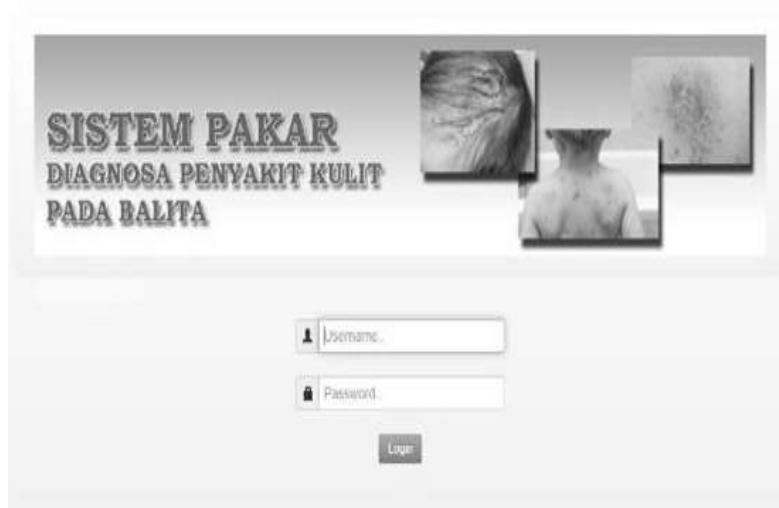 SISTEM PAKAR
DIAGNOSA PENYAKIT KULIT
PADA BALITA
Username..
Password..
Login